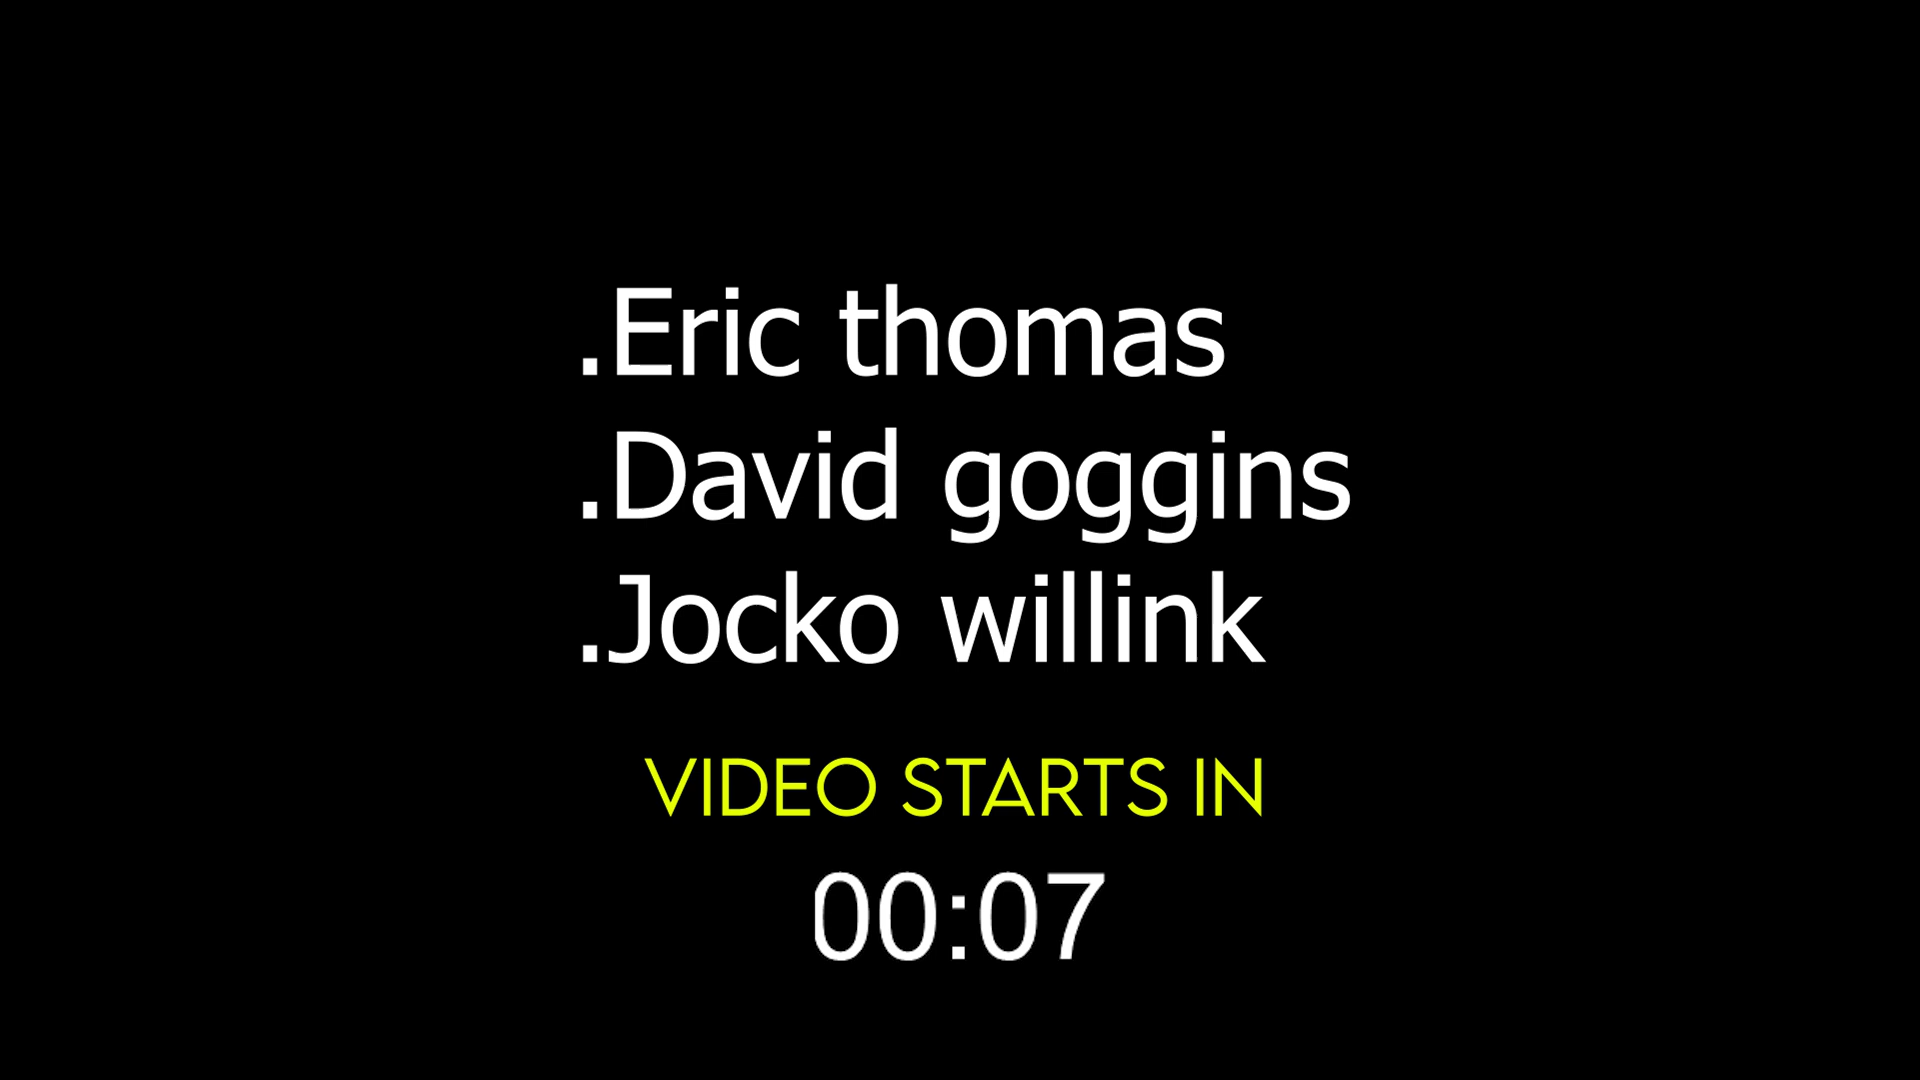 .Eric thomas
.David goggins
.Jocko willink
VIDEO STARTS IN
00:07